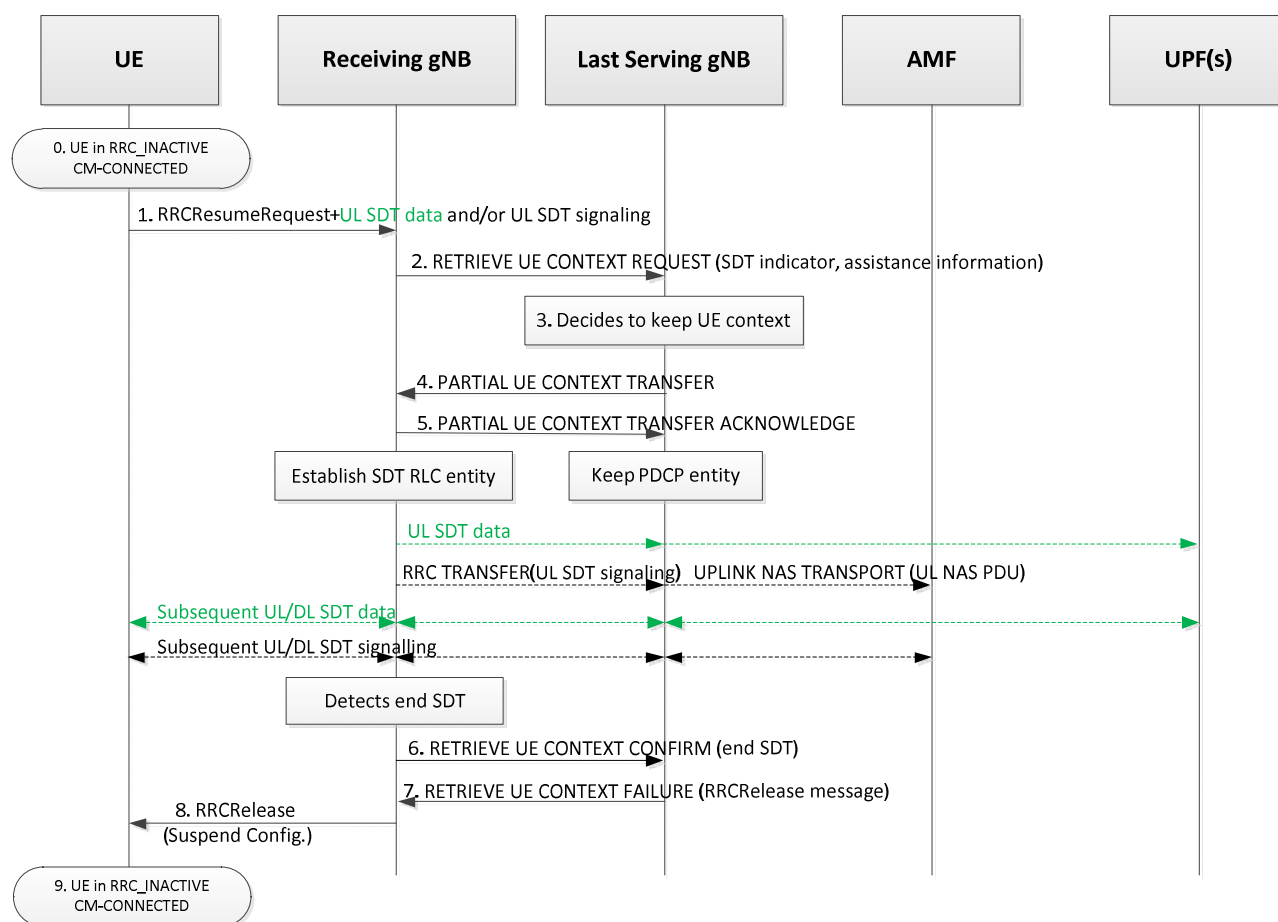 UE
Receiving gNB
Last Serving gNB
AMF
UPF(s)
0. UE in RRC_INACTIVE
CM-CONNECTED
1. RRCResumeRequest+UL SDT data and/or UL SDT signaling
2. RETRIEVE UE CONTEXT REQUEST (SDT indicator, assistance information)
3. Decides to keep UE context
4. PARTIAL UE CONTEXT TRANSFER
5. PARTIAL UE CONTEXT TRANSFER ACKNOWLEDGE
Establish SDT RLC entity
Keep PDCP entity
UL SDT data
RRC TRANSFER(UL SDT signaling)
UPLINK NAS TRANSPORT (UL NAS PDU)
Subsequent UL/DL SDT data
Subsequent UL/DL SDT signalling
Detects end SDT
6. RETRIEVE UE CONTEXT CONFIRM (end SDT)
7. RETRIEVE UE CONTEXT FAILURE (RRCRelease message)
8. RRCRelease
(Suspend Config.)
9. UE in RRC_INACTIVE
CM-CONNECTED